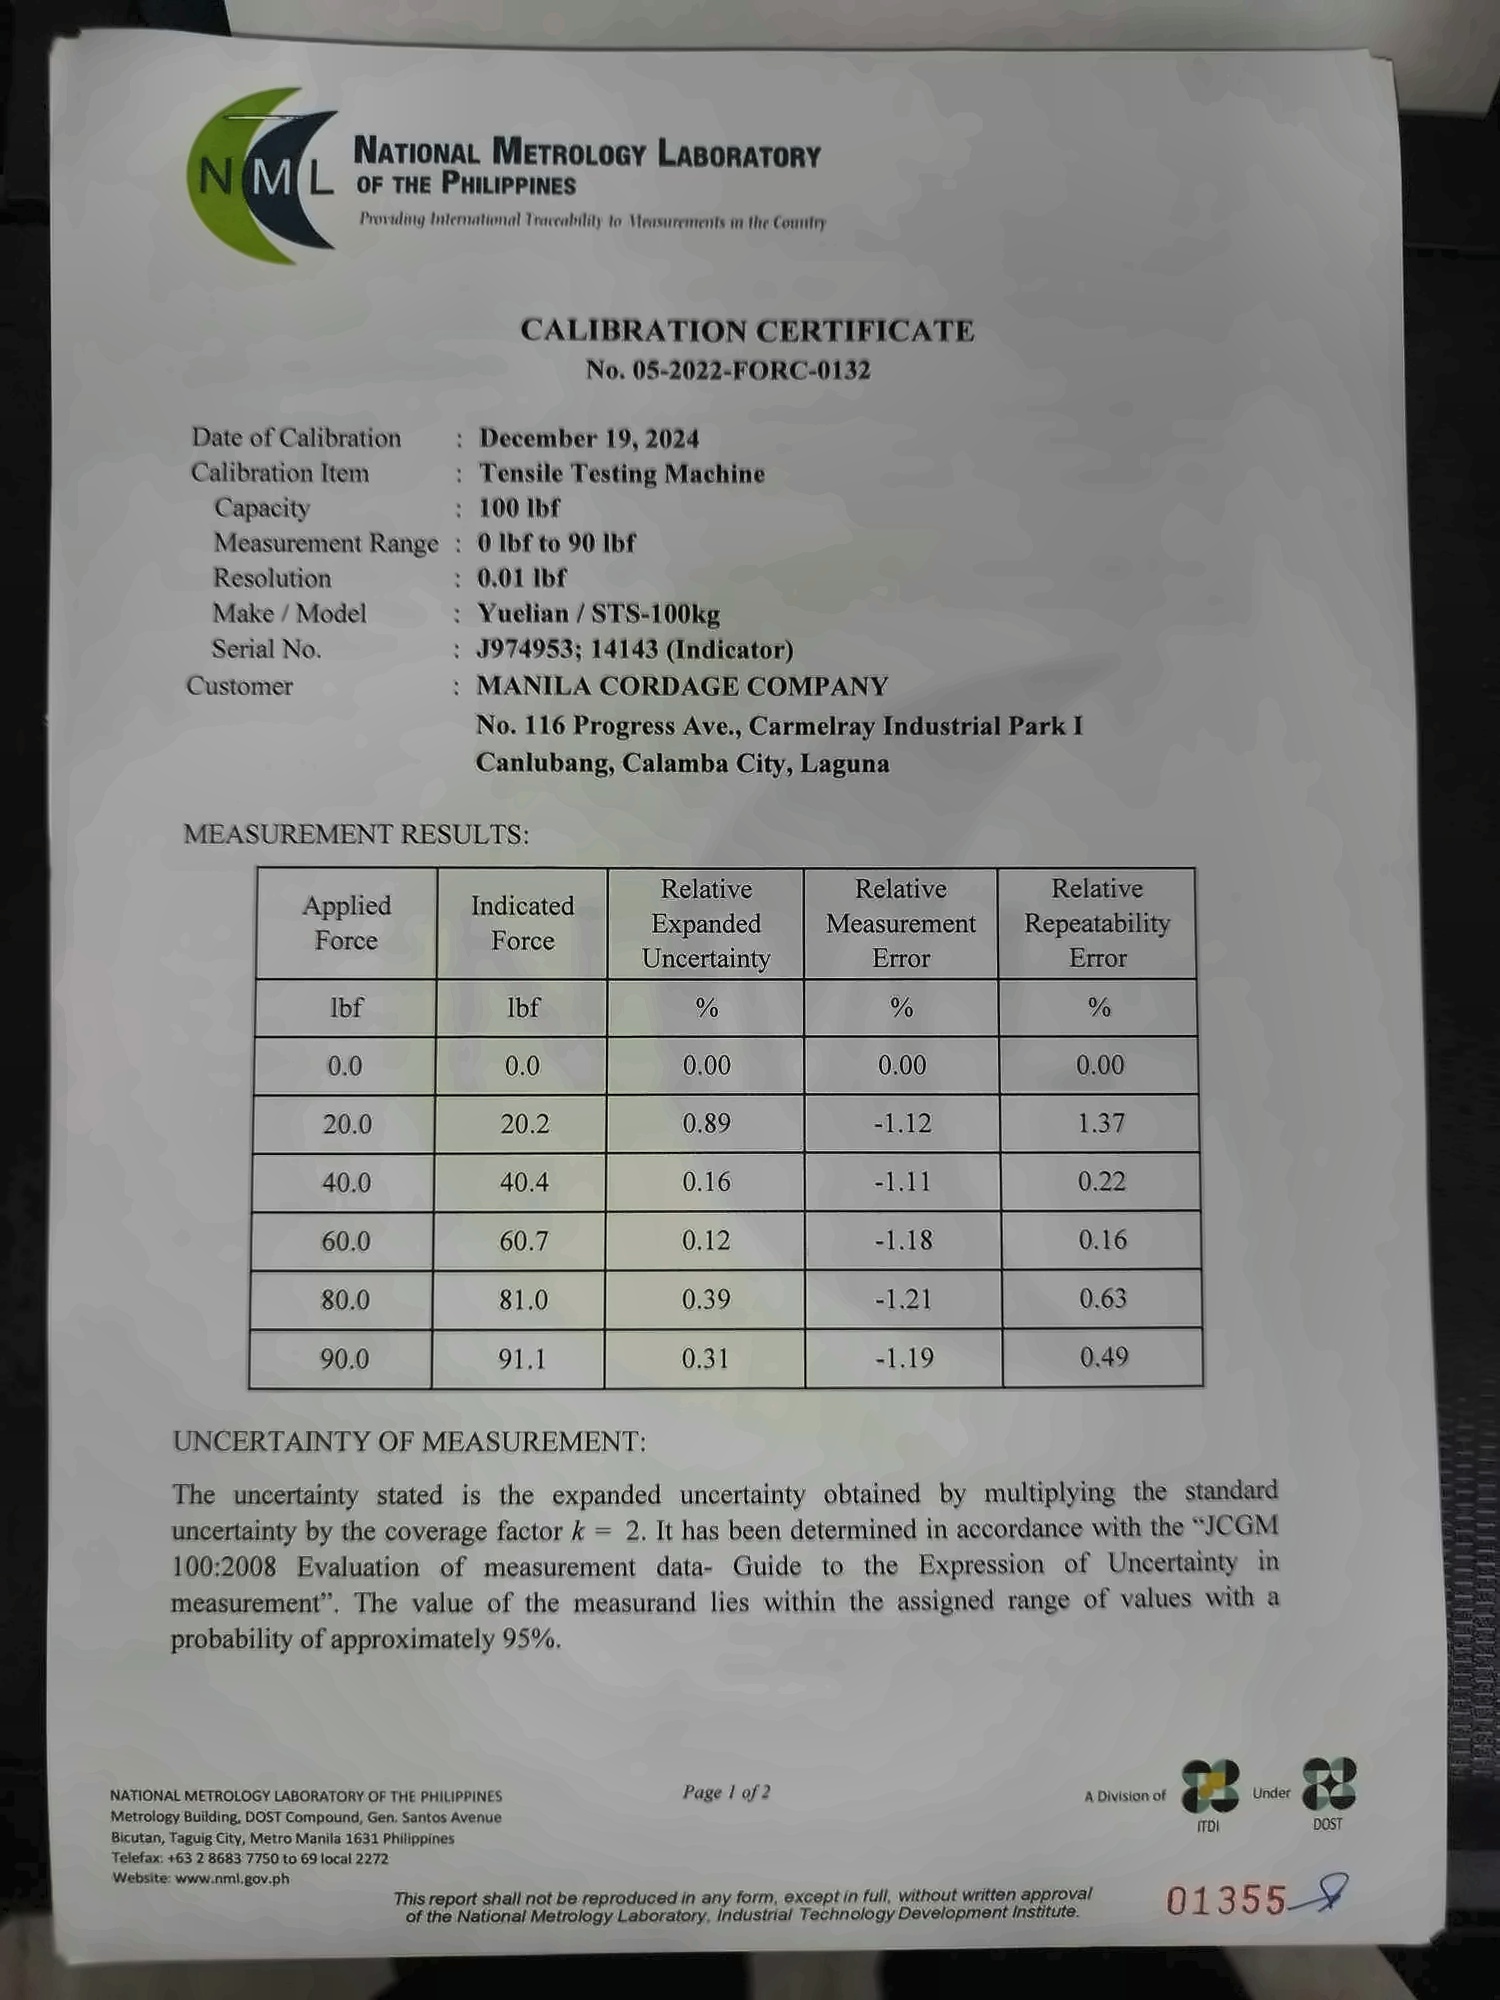 NML
NATIONAL METROLOGY LABORATORY
OF THE PHILIPPINES
Providing International Traceability to Measurements in the Country
CALIBRATION CERTIFICATE
No. 05-2022-FORC-0132
Date of Calibration : December 19, 2024
Calibration Item : Tensile Testing Machine
Capacity : 100 lbf
Measurement Range : 0 lbf to 90 lbf
Resolution : 0.01 lbf
Make / Model : Yuelian / STS-100kg
Serial No. : J974953; 14143 (Indicator)
Customer : MANILA CORDAGE COMPANY
No. 116 Progress Ave., Carmelray Industrial Park I
Canlubang, Calamba City, Laguna
MEASUREMENT RESULTS:
Applied Force Indicated Force Relative Expanded Uncertainty Relative Measurement Error Relative Repeatability Error
lbf lbf % % %
0.0 0.0 0.00 0.00 0.00
20.0 20.2 0.89 -1.12 1.37
40.0 40.4 0.16 -1.11 0.22
60.0 60.7 0.12 -1.18 0.16
80.0 81.0 0.39 -1.21 0.63
90.0 91.1 0.31 -1.19 0.49
UNCERTAINTY OF MEASUREMENT:
The uncertainty stated is the expanded uncertainty obtained by multiplying the standard
uncertainty by the coverage factor k = 2. It has been determined in accordance with the “JCGM
100:2008 Evaluation of measurement data- Guide to the Expression of Uncertainty in
measurement”. The value of the measurand lies within the assigned range of values with a
probability of approximately 95%.
NATIONAL METROLOGY LABORATORY OF THE PHILIPPINES
Metrology Building, DOST Compound, Gen. Santos Avenue
Bicutan, Taguig City, Metro Manila 1631 Philippines
Telefax: +63 2 8683 7750 to 69 local 2272
Website: www.nml.gov.ph
Page 1 of 2
A Division of ITDI Under DOST
This report shall not be reproduced in any form, except in full, without written approval
of the National Metrology Laboratory, Industrial Technology Development Institute.
01355